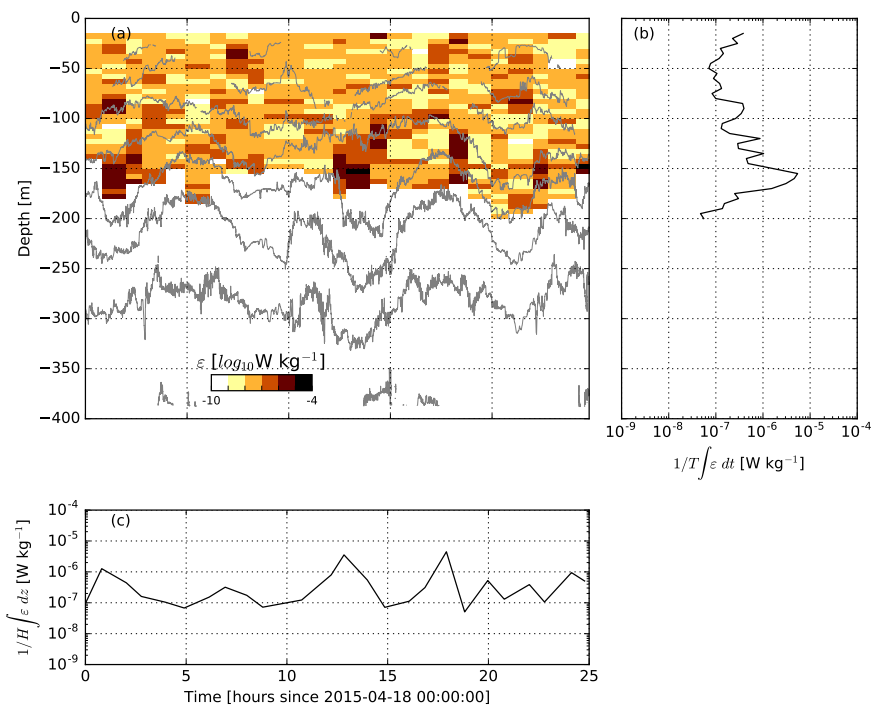 0
−50
−100
−150
−200
−250
−300
−350
−400
Depth [m]
(a)
ε [log₁₀W kg⁻¹]
-10 -4
(b)
10⁻⁹ 10⁻⁸ 10⁻⁷ 10⁻⁶ 10⁻⁵ 10⁻⁴
1/T∫ε dt [W kg⁻¹]
(c)
10⁻⁴
10⁻⁵
10⁻⁶
10⁻⁷
10⁻⁸
10⁻⁹
1/H∫ε dz [W kg⁻¹]
0 5 10 15 20 25
Time [hours since 2015-04-18 00:00:00]